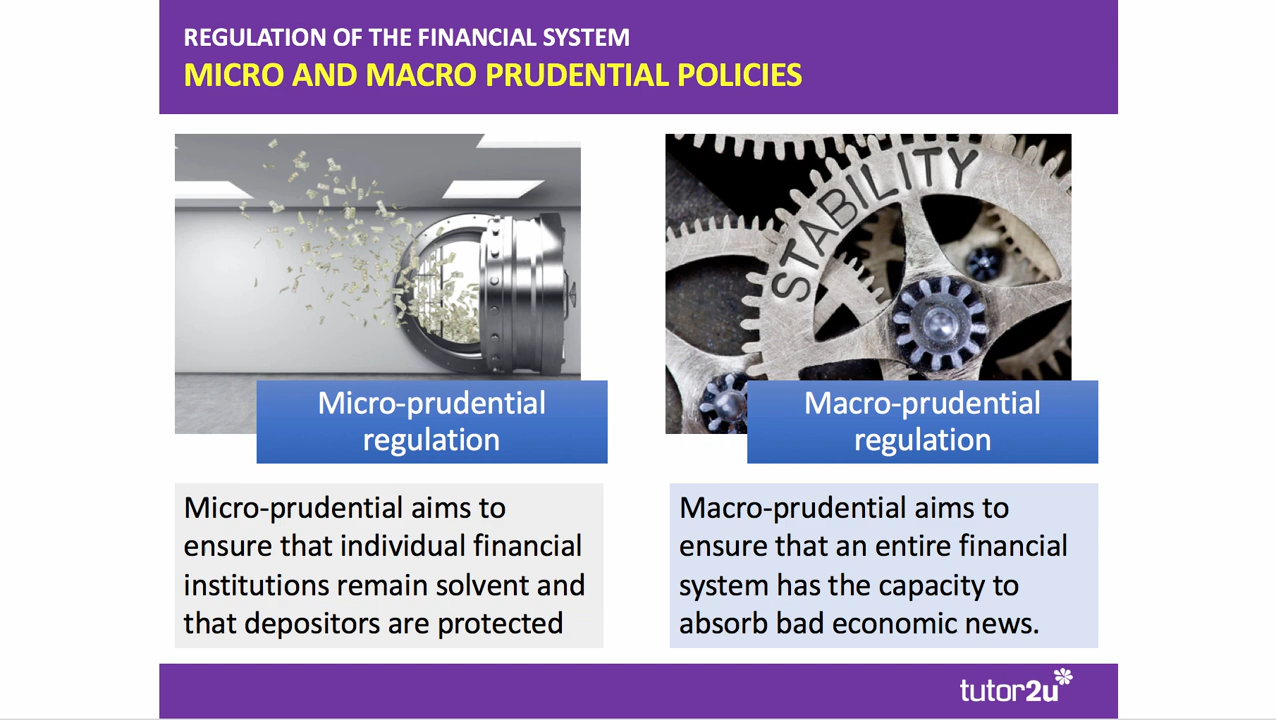 REGULATION OF THE FINANCIAL SYSTEM
MICRO AND MACRO PRUDENTIAL POLICIES
STABILITY
Micro-prudential
regulation
Macro-prudential
regulation
Micro-prudential aims to
ensure that individual financial
institutions remain solvent and
that depositors are protected
Macro-prudential aims to
ensure that an entire financial
system has the capacity to
absorb bad economic news.
tutor2u